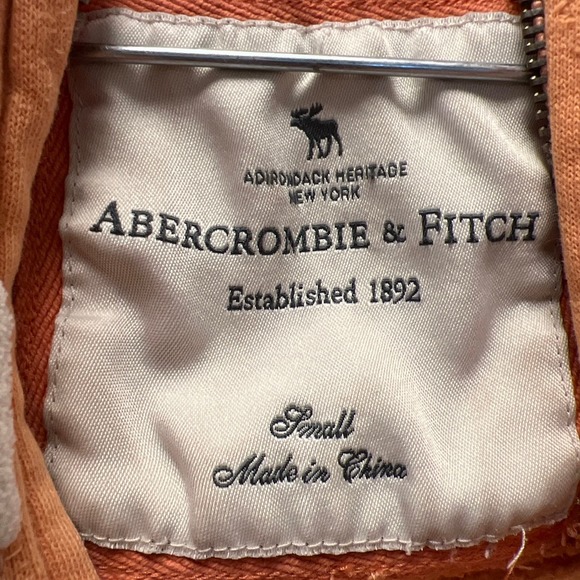 ADIRONDACK HERITAGE
NEW YORK
ABERCROMBIE & FITCH
Established 1892
Small
Made in China